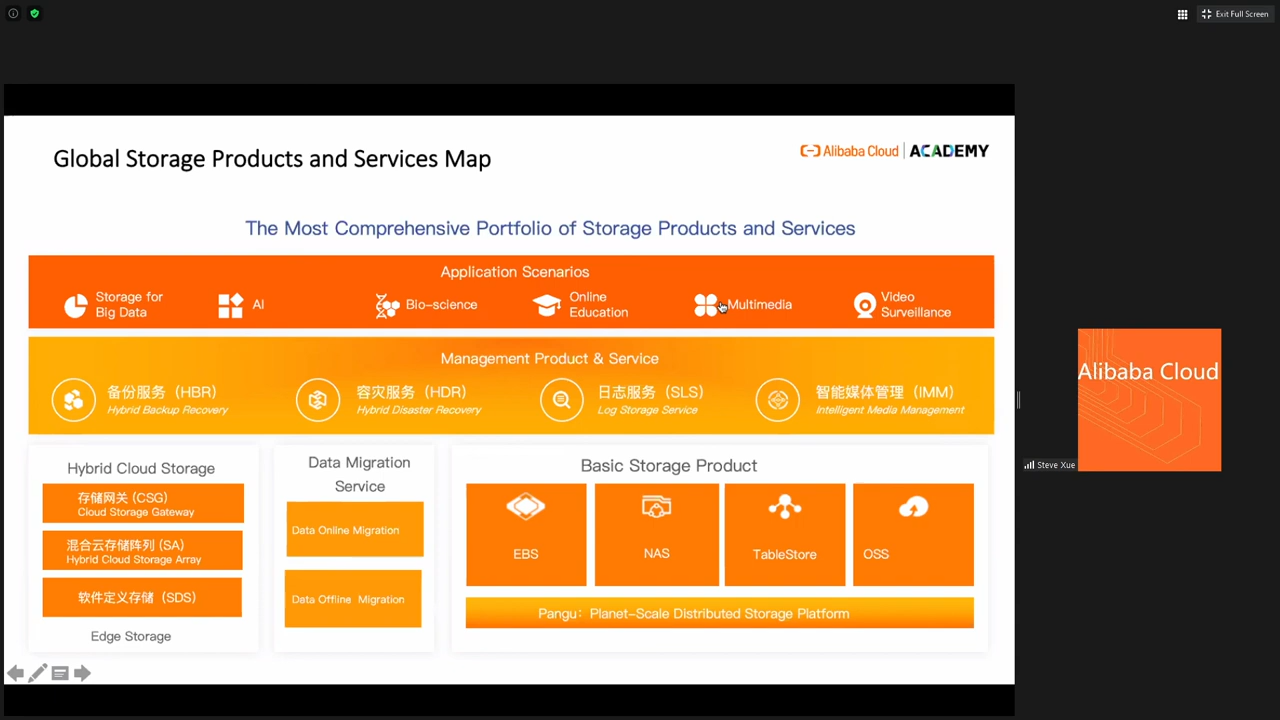 Exit Full Screen
Global Storage Products and Services Map
Alibaba Cloud | ACADEMY
The Most Comprehensive Portfolio of Storage Products and Services
Application Scenarios
Storage for
Big Data
AI
Bio-science
Online
Education
Multimedia
Video
Surveillance
Management Product & Service
备份服务（HBR）
Hybrid Backup Recovery
容灾服务（HDR）
Hybrid Disaster Recovery
日志服务（SLS）
Log Storage Service
智能媒体管理（IMM）
Intelligent Media Management
Hybrid Cloud Storage
存储网关 (CSG)
Cloud Storage Gateway
混合云存储阵列 (SA)
Hybrid Cloud Storage Array
软件定义存储（SDS）
Edge Storage
Data Migration
Service
Data Online Migration
Data Offline Migration
Basic Storage Product
EBS
NAS
TableStore
OSS
Pangu：Planet-Scale Distributed Storage Platform
Alibaba Cloud
Steve Xue